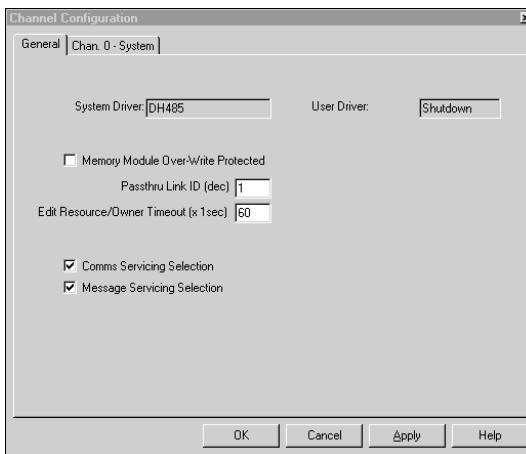 Channel Configuration
General Chan. 0 - System
System Driver: DH485 User Driver: Shutdown
Memory Module Over-Write Protected
Passthru Link ID (dec) 1
Edit Resource/Owner Timeout (x 1sec) 60
Comms Servicing Selection
Message Servicing Selection
OK Cancel Apply Help